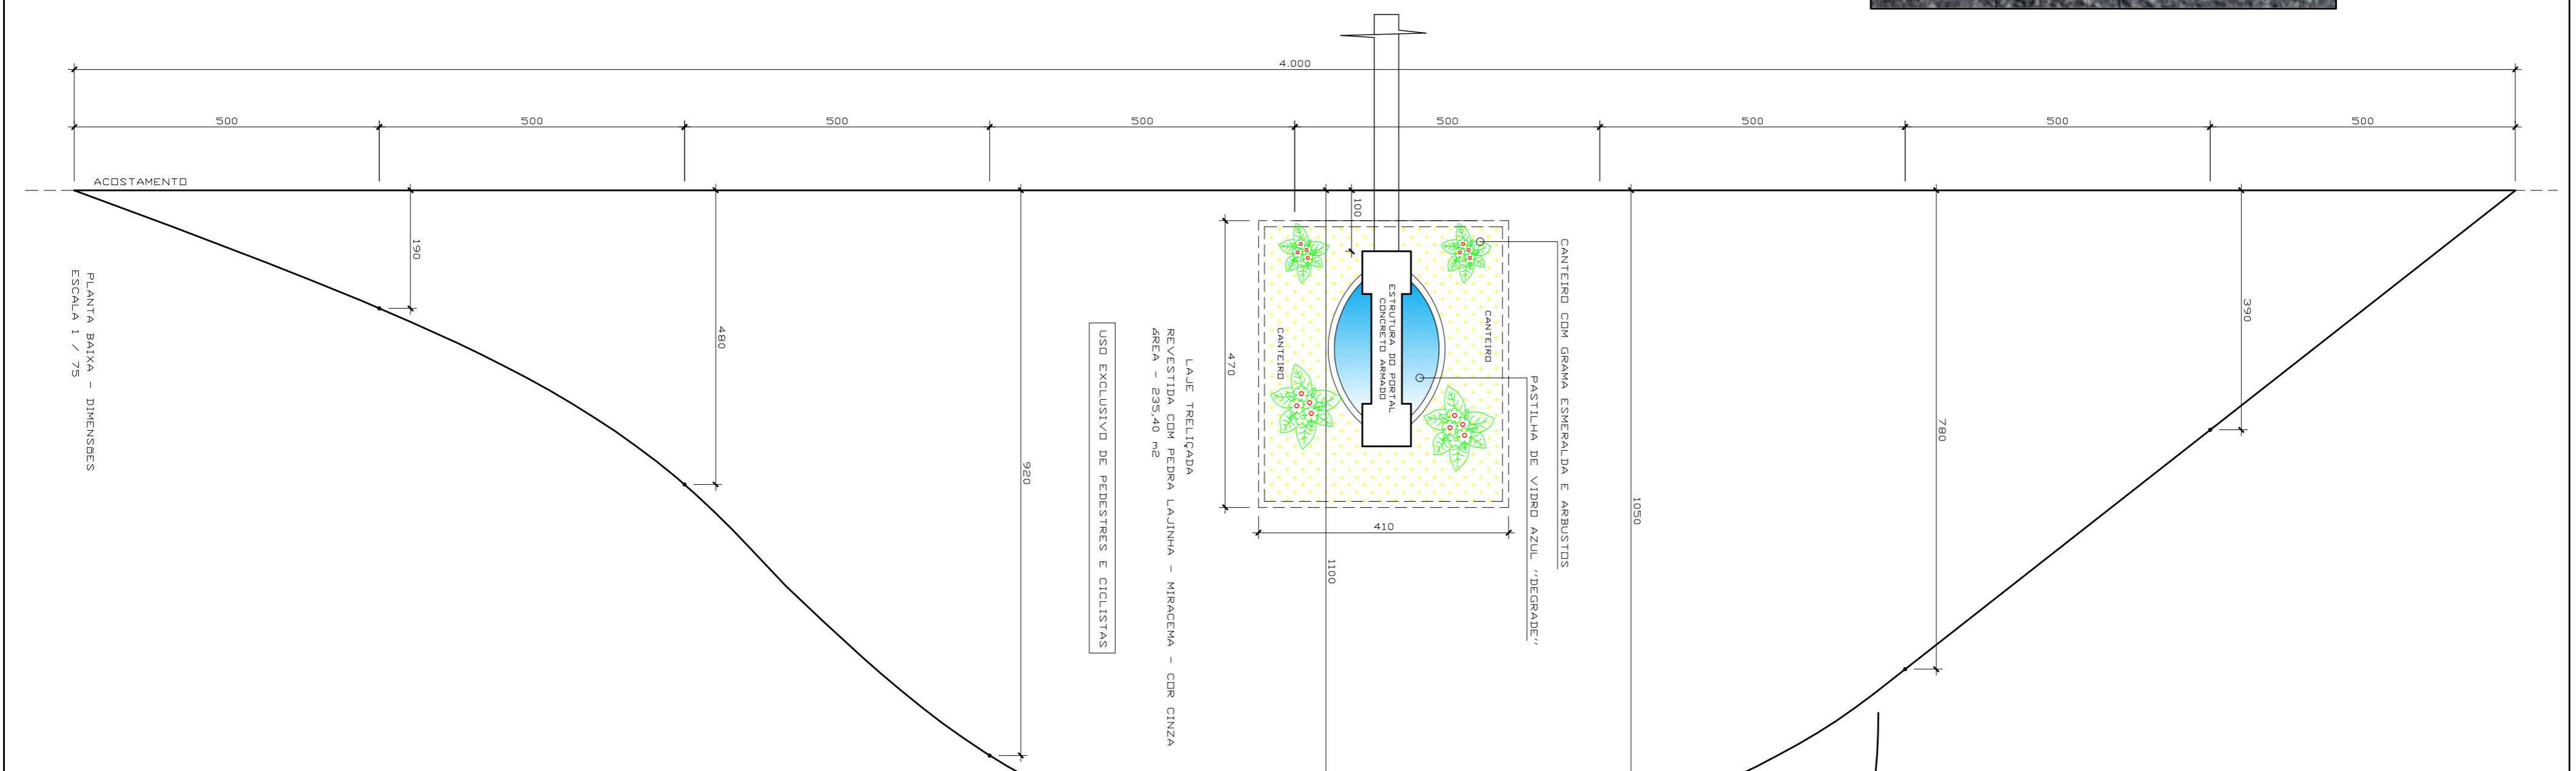 4.000
500
500
500
500
500
500
500
500
ACOSTAMENTO
190
480
920
1100
100
1050
780
390
470
410
CANTEIRO
CANTEIRO
ESTRUTURA DO PORTAL
CONCRETO ARMADO
CANTEIRO COM GRAMA ESMERALDA E ARBUSTOS
PASTILHA DE VIDRO AZUL ''DEGRADE''
LAJE TRELIÇADA
REVESTIDA COM PEDRA LAJINHA - MIRACEMA - COR CINZA
ÁREA - 235,40 m2
USO EXCLUSIVO DE PEDESTRES E CICLISTAS
PLANTA BAIXA - DIMENSÕES
ESCALA 1 / 75